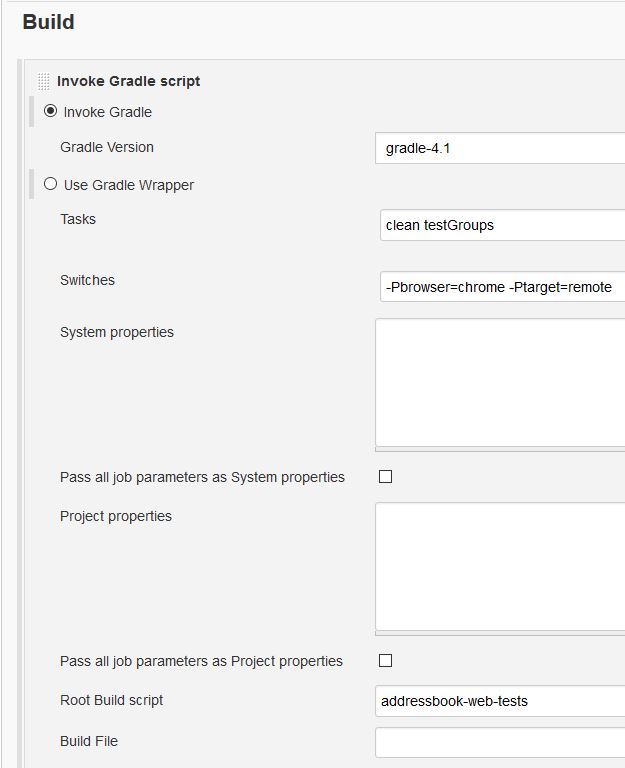 Build
Invoke Gradle script
Invoke Gradle
Gradle Version
gradle-4.1
Use Gradle Wrapper
Tasks
clean testGroups
Switches
-Pbrowser=chrome -Ptarget=remote
System properties
Pass all job parameters as System properties
Project properties
Pass all job parameters as Project properties
Root Build script
addressbook-web-tests
Build File